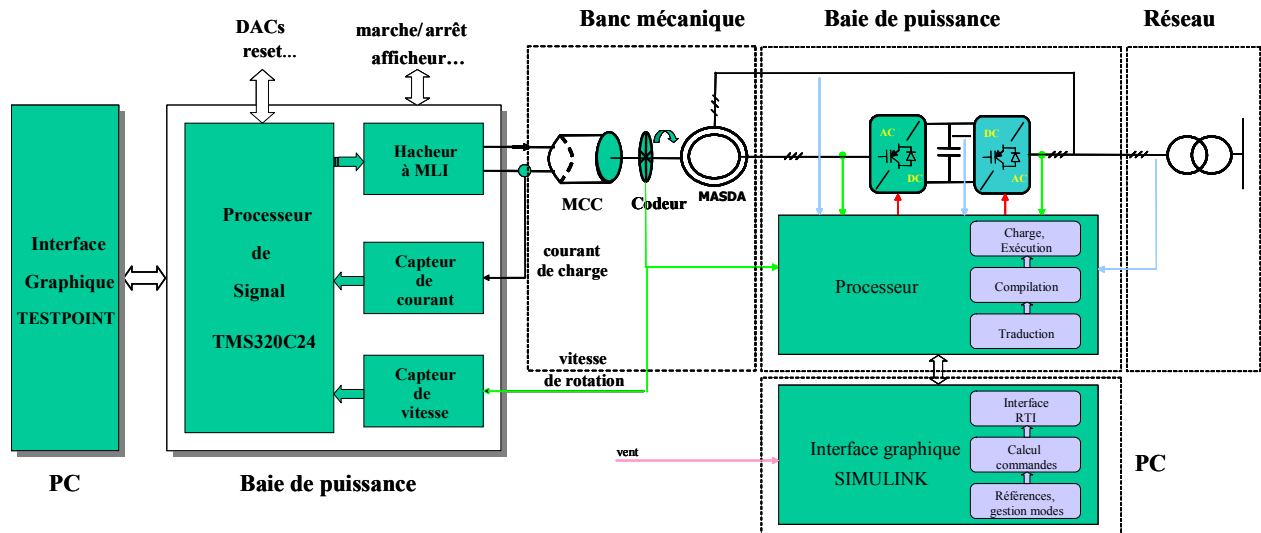 DACs
reset...
marche/ arrêt
afficheur…
Banc mécanique
Baie de puissance
Réseau
Interface
Graphique
TESTPOINT
PC
Processeur
de
Signal
TMS320C24
Hacheur
à MLI
Capteur
de
courant
Capteur
de
vitesse
Baie de puissance
MCC
Codeur
MASDA
courant
de charge
vitesse
de rotation
AC
DC
DC
AC
Processeur
Charge,
Exécution
Compilation
Traduction
vent
Interface graphique
SIMULINK
Interface
RTI
Calcul
commandes
Références,
gestion modes
PC